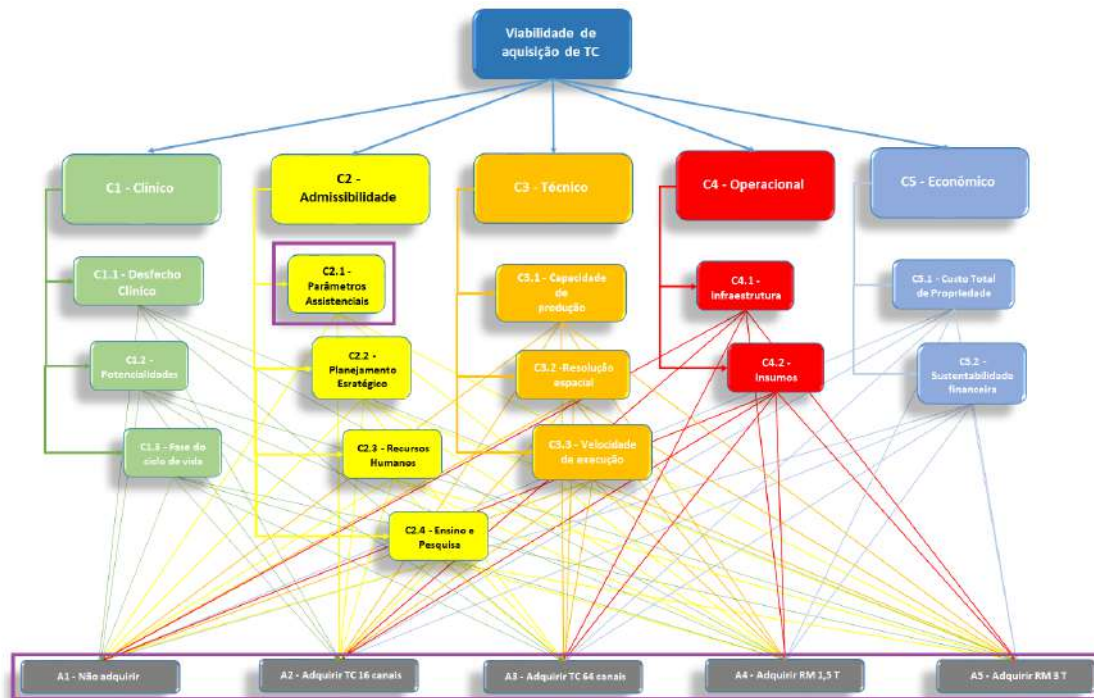 Viabilidade de
aquisição de TC
C1 - Clínico
C2 -
Admissibilidade
C3 - Técnico
C4 - Operacional
C5 - Econômico
C1.1 - Desfecho
Clínico
C2.1 -
Parâmetros
Assistenciais
C3.1 - Capacidade
de
produção
C4.1 -
Infraestrutura
C5.1 - Custo Total
de Propriedade
C1.2 -
Potencialidades
C2.2 -
Planejamento
Esratégico
C3.2 -Resolução
espacial
C4.2 -
Insumos
C5.2 -
Sustentabilidade
financeira
C1.3 - Fase do
ciclo de vida
C2.3 - Recursos
Humanos
C3.3 - Velocidade
de execução
C2.4 - Ensino e
Pesquisa
A1 - Não adquirir
A2 - Adquirir TC 16 canais
A3 - Adquirir TC 64 canais
A4 - Adquirir RM 1,5 T
A5 - Adquirir RM 3 T